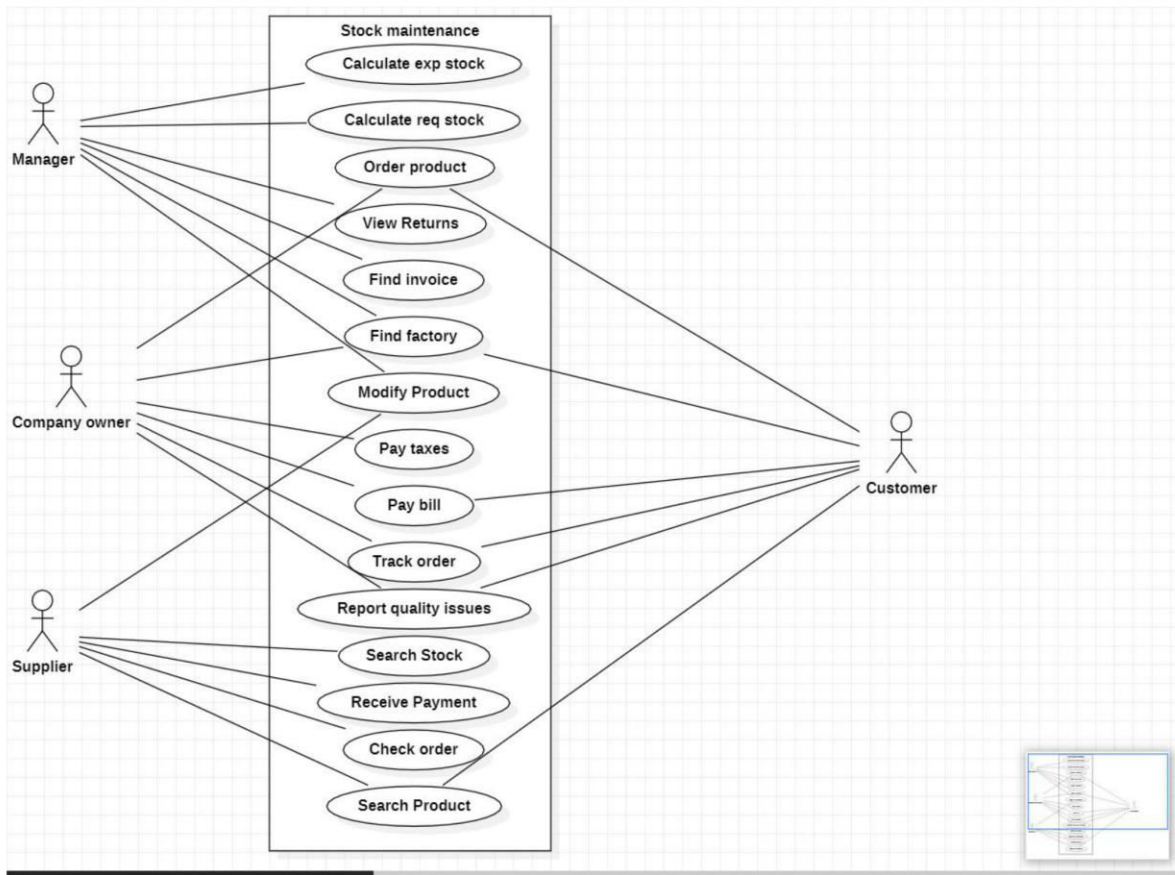 Stock maintenance
Calculate exp stock
Calculate req stock
Manager
Order product
View Returns
Find invoice
Find factory
Modify Product
Company owner
Pay taxes
Customer
Pay bill
Track order
Report quality issues
Supplier
Search Stock
Receive Payment
Check order
Search Product